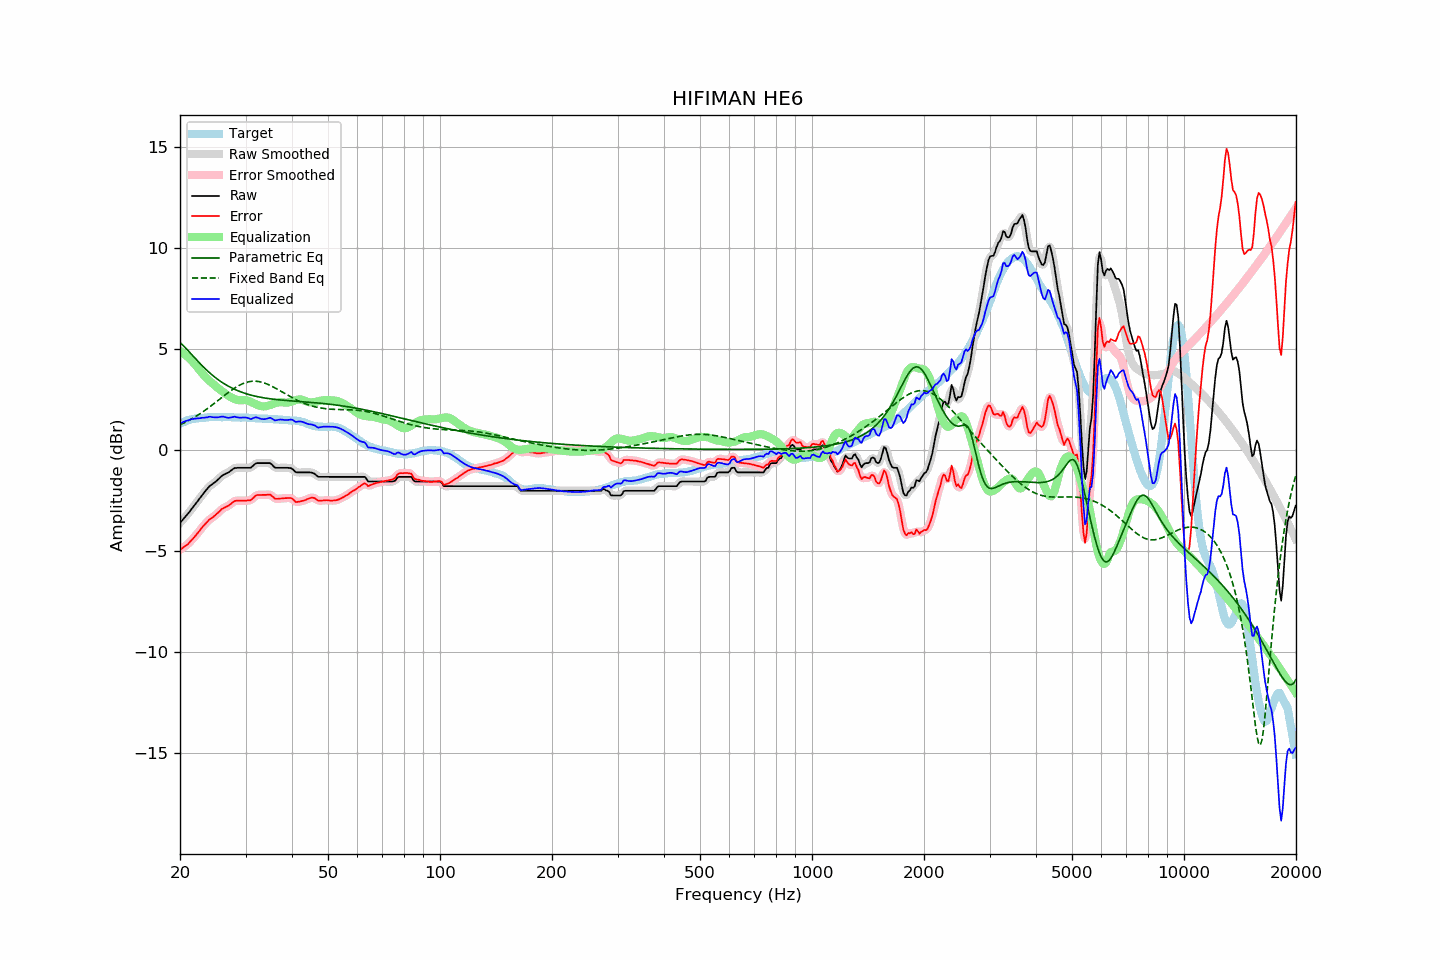 HIFIMAN HE6
Amplitude (dBr)
15
10
5
0
−5
−10
−15
Target
Raw Smoothed
Error Smoothed
Raw
Error
Equalization
Parametric Eq
Fixed Band Eq
Equalized
20 50 100 200 500 1000 2000 5000 10000 20000
Frequency (Hz)